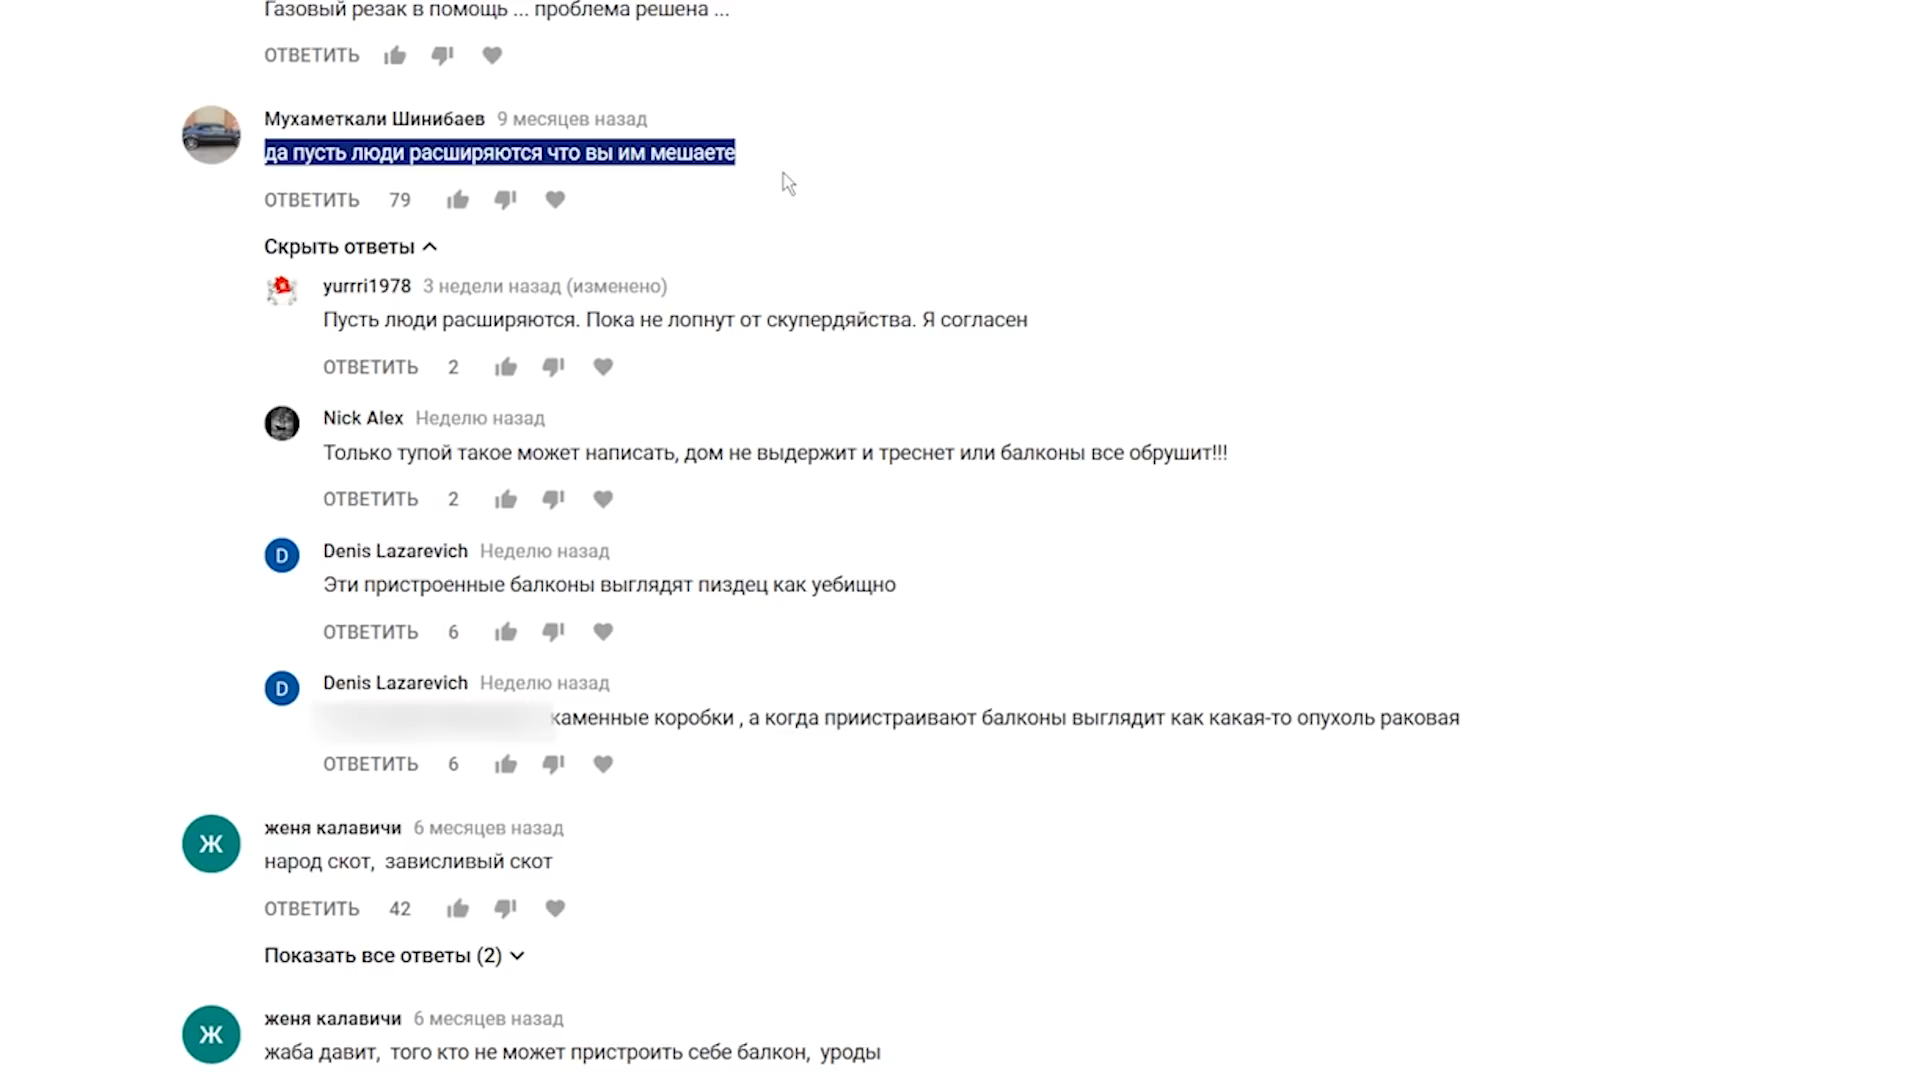 Газовый резак в помощь ... проблема решена ...
ОТВЕТИТЬ
Мухаметкали Шинибаев 9 месяцев назад
да пусть люди расширяются что вы им мешаете
ОТВЕТИТЬ 79
Скрыть ответы
yurrri1978 3 недели назад (изменено)
Пусть люди расширяются. Пока не лопнут от скупердяйства. Я согласен
ОТВЕТИТЬ 2
Nick Alex Неделю назад
Только тупой такое может написать, дом не выдержит и треснет или балконы все обрушит!!!
ОТВЕТИТЬ 2
D Denis Lazarevich Неделю назад
Эти пристроенные балконы выглядят пиздец как уебищно
ОТВЕТИТЬ 6
D Denis Lazarevich Неделю назад
каменные коробки , а когда приистраивают балконы выглядит как какая-то опухоль раковая
ОТВЕТИТЬ 6
Ж женя калавичи 6 месяцев назад
народ скот, зависливый скот
ОТВЕТИТЬ 42
Показать все ответы (2)
Ж женя калавичи 6 месяцев назад
жаба давит, того кто не может пристроить себе балкон, уроды